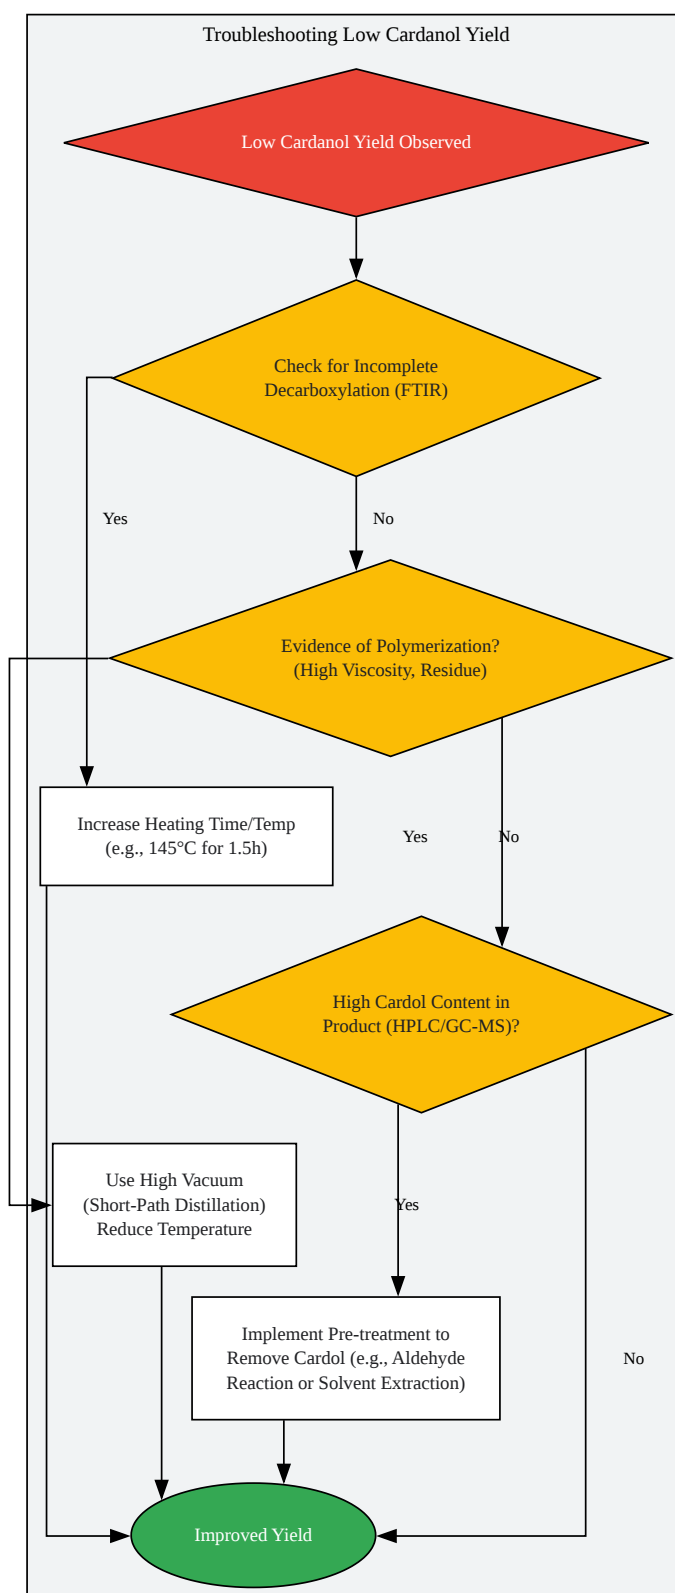 Troubleshooting Low Cardanol Yield
Low Cardanol Yield Observed
Check for Incomplete
Decarboxylation (FTIR)
Yes
No
Evidence of Polymerization?
(High Viscosity, Residue)
Increase Heating Time/Temp
(e.g., 145°C for 1.5h)
Yes
No
High Cardol Content in
Product (HPLC/GC-MS)?
Use High Vacuum
(Short-Path Distillation)
Reduce Temperature
Yes
Implement Pre-treatment to
Remove Cardol (e.g., Aldehyde
Reaction or Solvent Extraction)
No
Improved Yield